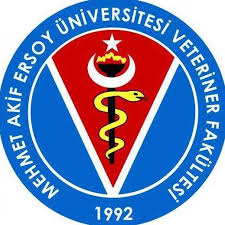 MEHMET AKİF ERSOY ÜNİVERSİTESİ VETERİNER FAKÜLTESİ
1992